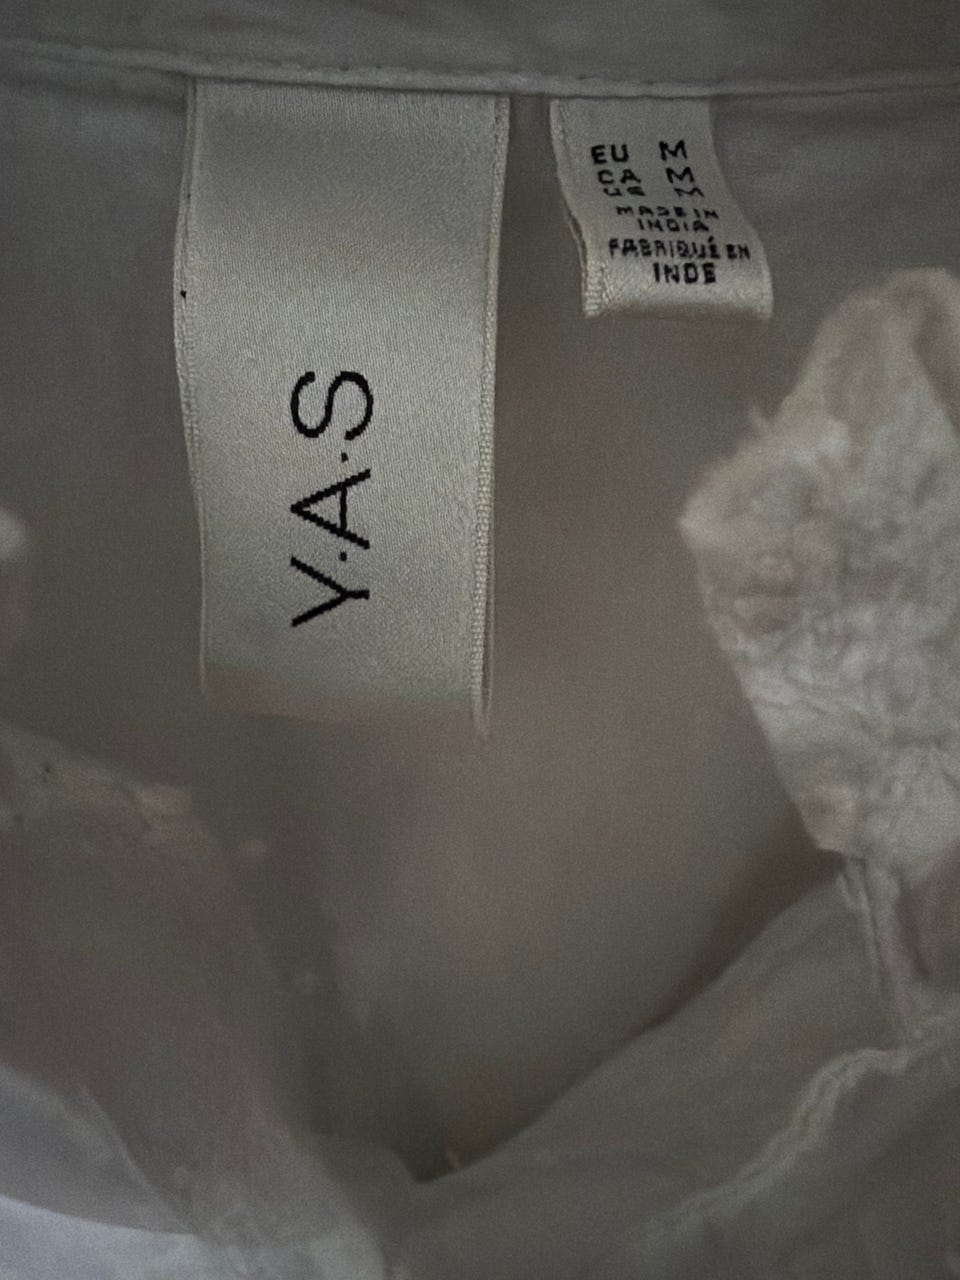 Y.A.S
EU M
CA M
US M
MADE IN
INDIA
FABRIQUÉ EN
INDE